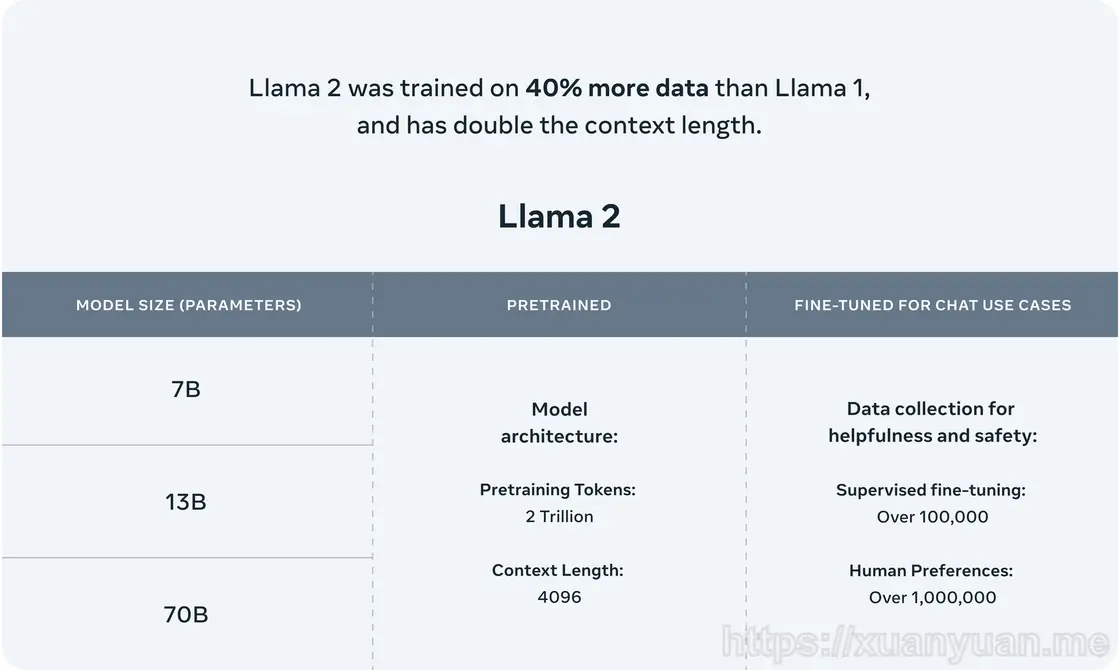 Llama 2 was trained on 40% more data than Llama 1,
and has double the context length.
Llama 2
MODEL SIZE (PARAMETERS)
PRETRAINED
FINE-TUNED FOR CHAT USE CASES
7B
13B
70B
Model
architecture:
Pretraining Tokens:
2 Trillion
Context Length:
4096
Data collection for
helpfulness and safety:
Supervised fine-tuning:
Over 100,000
Human Preferences:
Over 1,000,000
https://xuanyuan.me